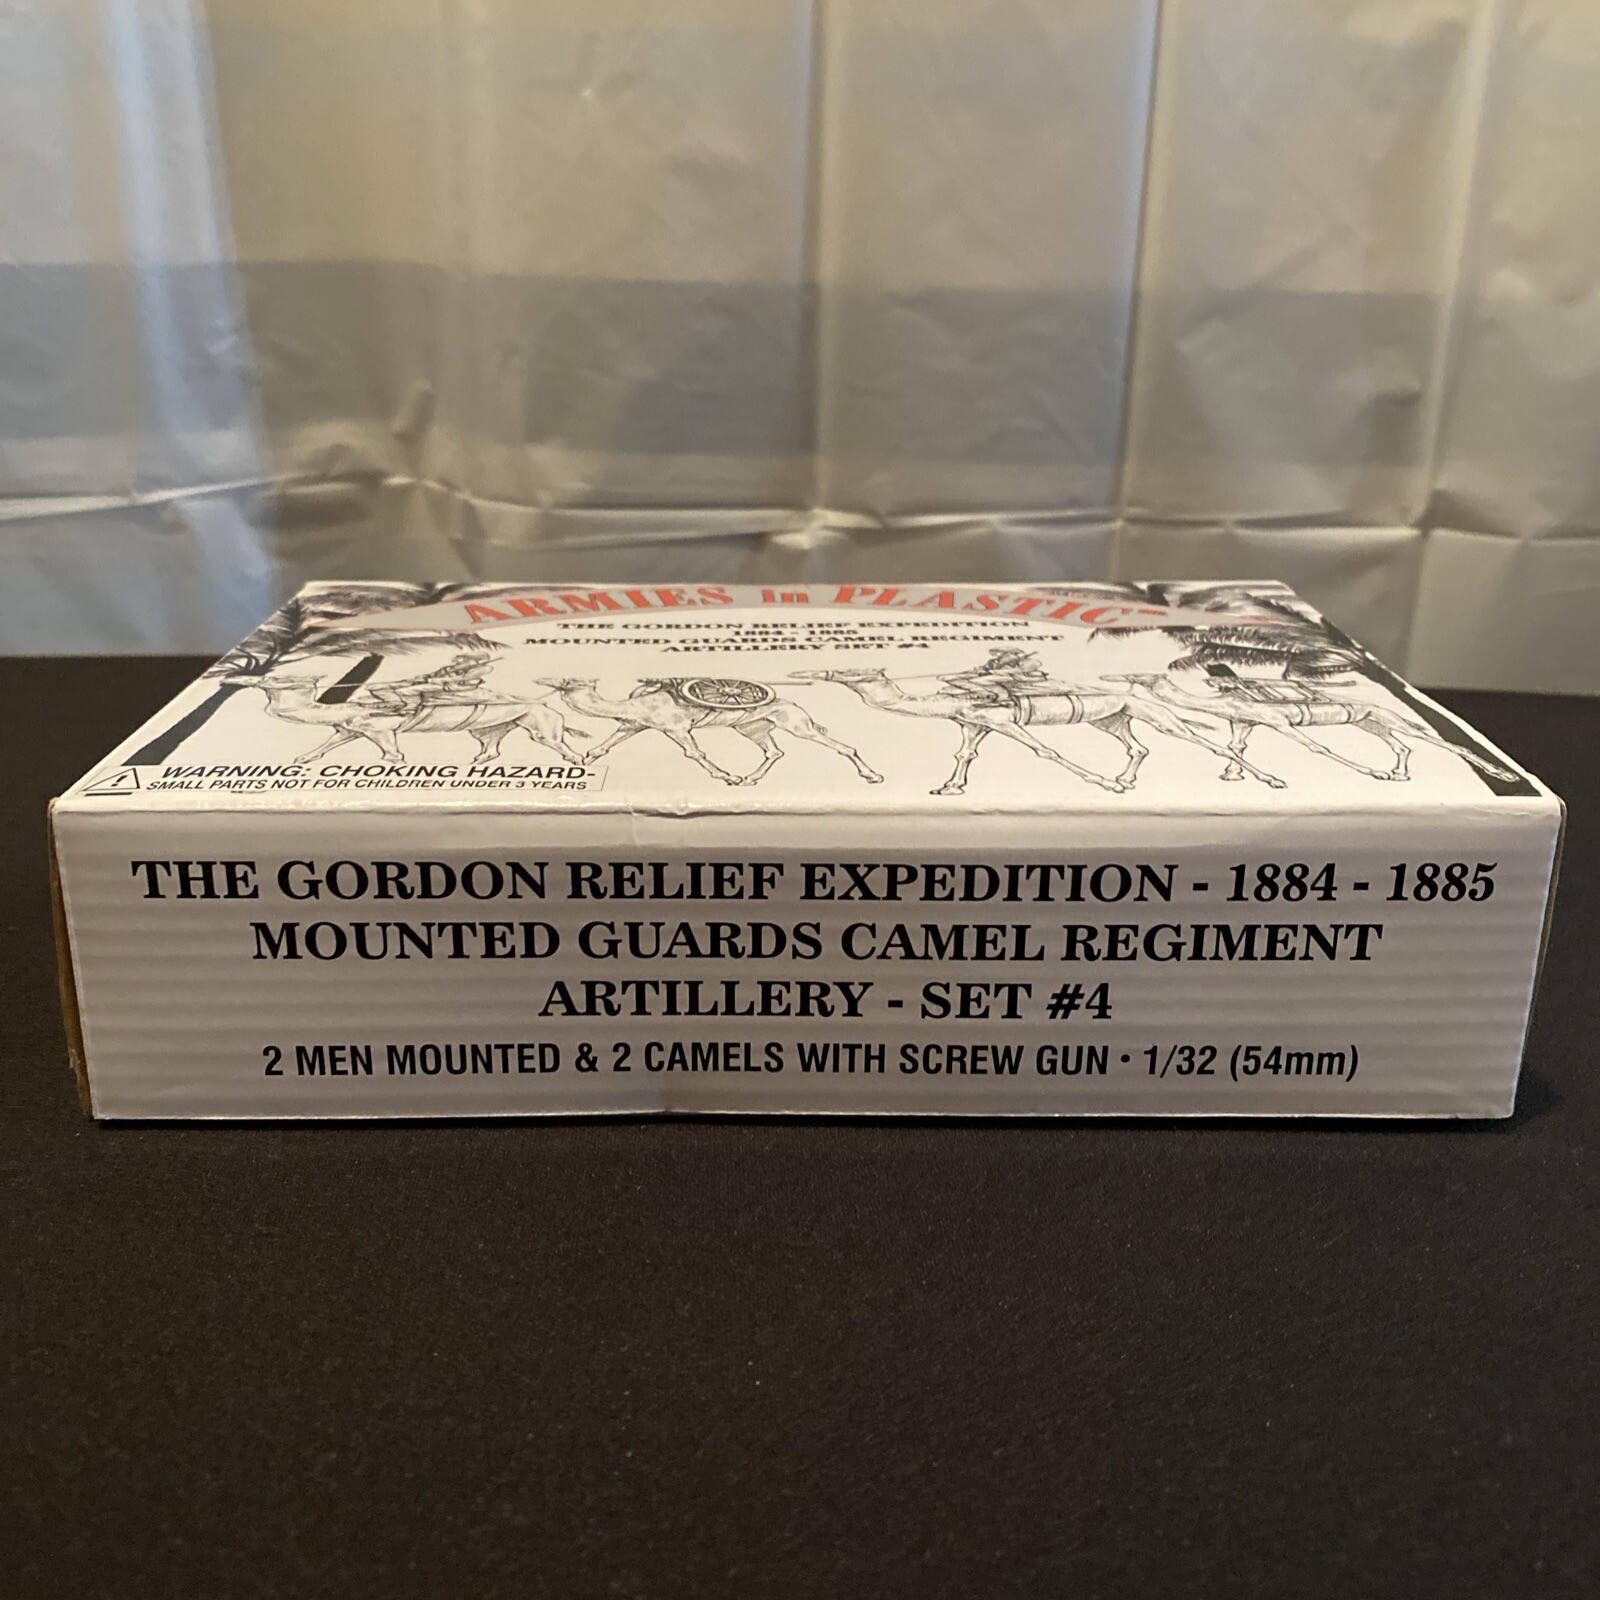 ARMIES in PLASTIC™
THE GORDON RELIEF EXPEDITION
1884 - 1885
MOUNTED GUARDS CAMEL REGIMENT
ARTILLERY SET #4
WARNING: CHOKING HAZARD-
SMALL PARTS NOT FOR CHILDREN UNDER 3 YEARS
THE GORDON RELIEF EXPEDITION - 1884 - 1885
MOUNTED GUARDS CAMEL REGIMENT
ARTILLERY - SET #4
2 MEN MOUNTED & 2 CAMELS WITH SCREW GUN • 1/32 (54mm)